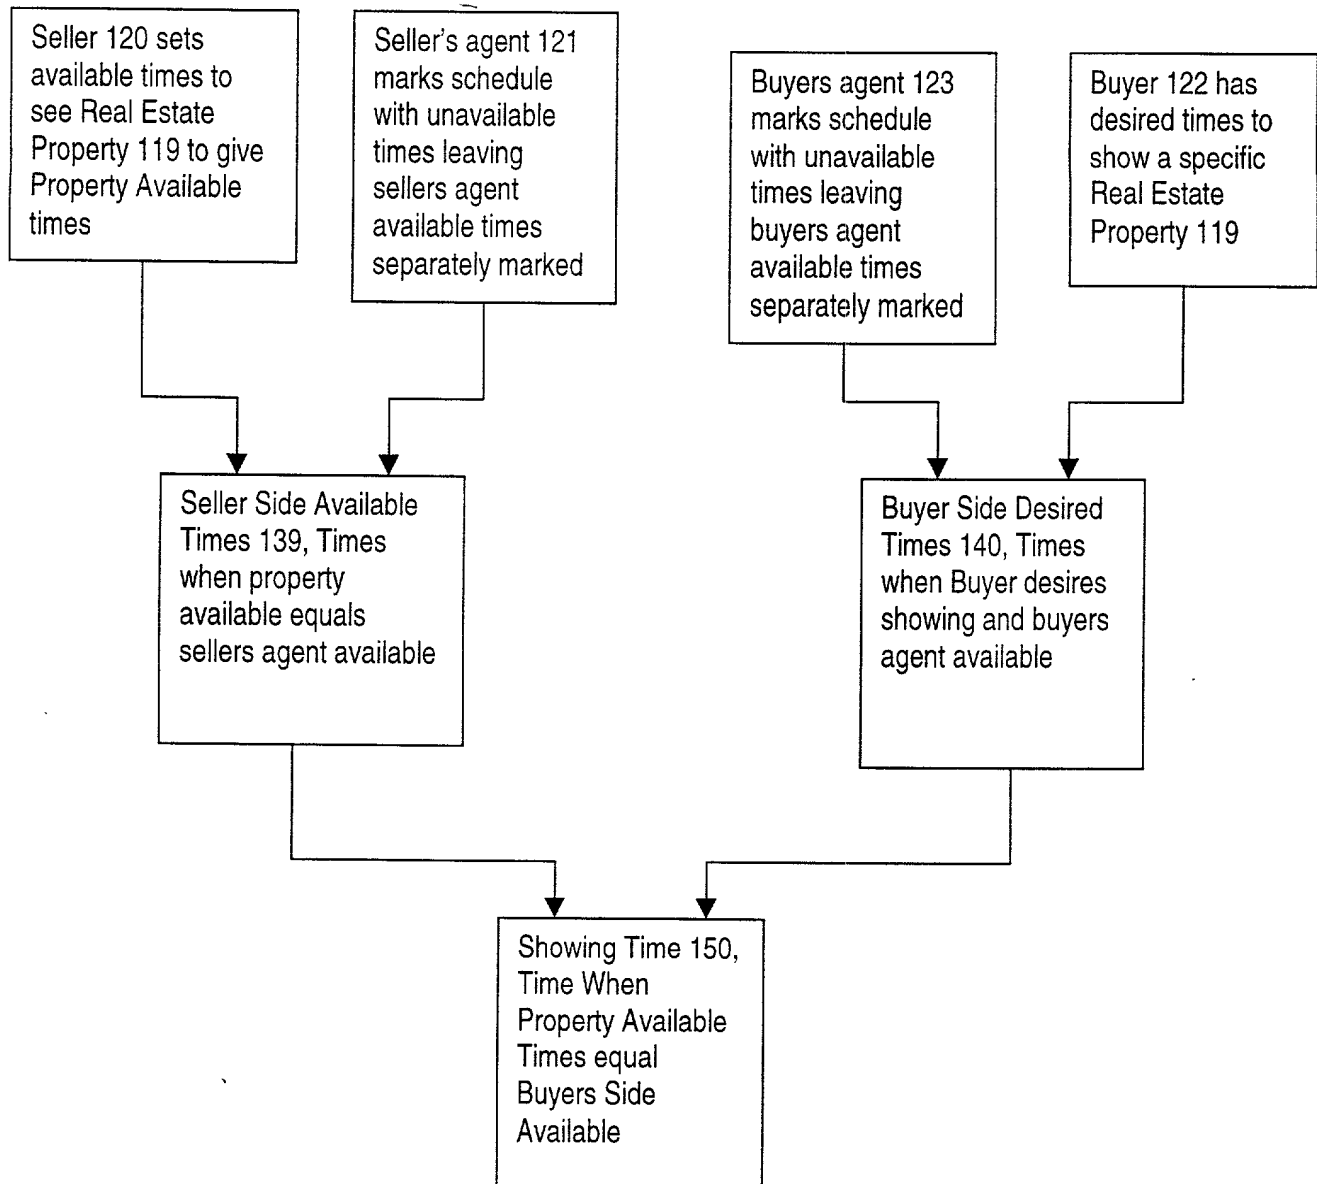 Seller 120 sets
available times to
see Real Estate
Property 119 to give
Property Available
times
Seller's agent 121
marks schedule
with unavailable
times leaving
sellers agent
available times
separately marked
Buyers agent 123
marks schedule
with unavailable
times leaving
buyers agent
available times
separately marked
Buyer 122 has
desired times to
show a specific
Real Estate
Property 119
Seller Side Available
Times 139, Times
when property
available equals
sellers agent available
Buyer Side Desired
Times 140, Times
when Buyer desires
showing and buyers
agent available
Showing Time 150,
Time When
Property Available
Times equal
Buyers Side
Available